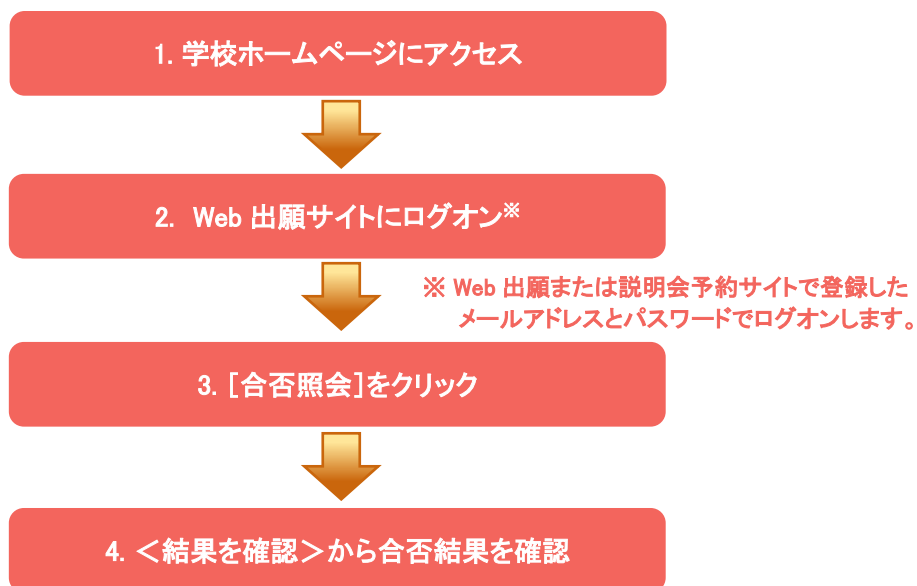 1. 学校ホームページにアクセス
2. Web 出願サイトにログオン※
※ Web 出願または説明会予約サイトで登録した
メールアドレスとパスワードでログオンします。
3. [合否照会]をクリック
4. <結果を確認>から合否結果を確認